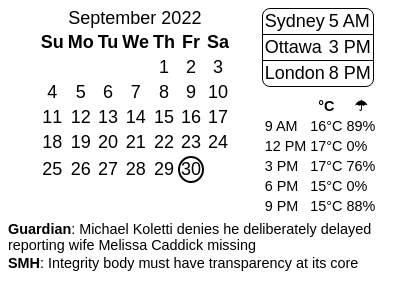 September 2022
Su Mo Tu We Th Fr Sa
1 2 3
4 5 6 7 8 9 10
11 12 13 14 15 16 17
18 19 20 21 22 23 24
25 26 27 28 29 30
Sydney 5 AM
Ottawa 3 PM
London 8 PM
°C ☂
9 AM 16°C 89%
12 PM 17°C 0%
3 PM 17°C 76%
6 PM 15°C 0%
9 PM 15°C 88%
Guardian: Michael Koletti denies he deliberately delayed
reporting wife Melissa Caddick missing
SMH: Integrity body must have transparency at its core